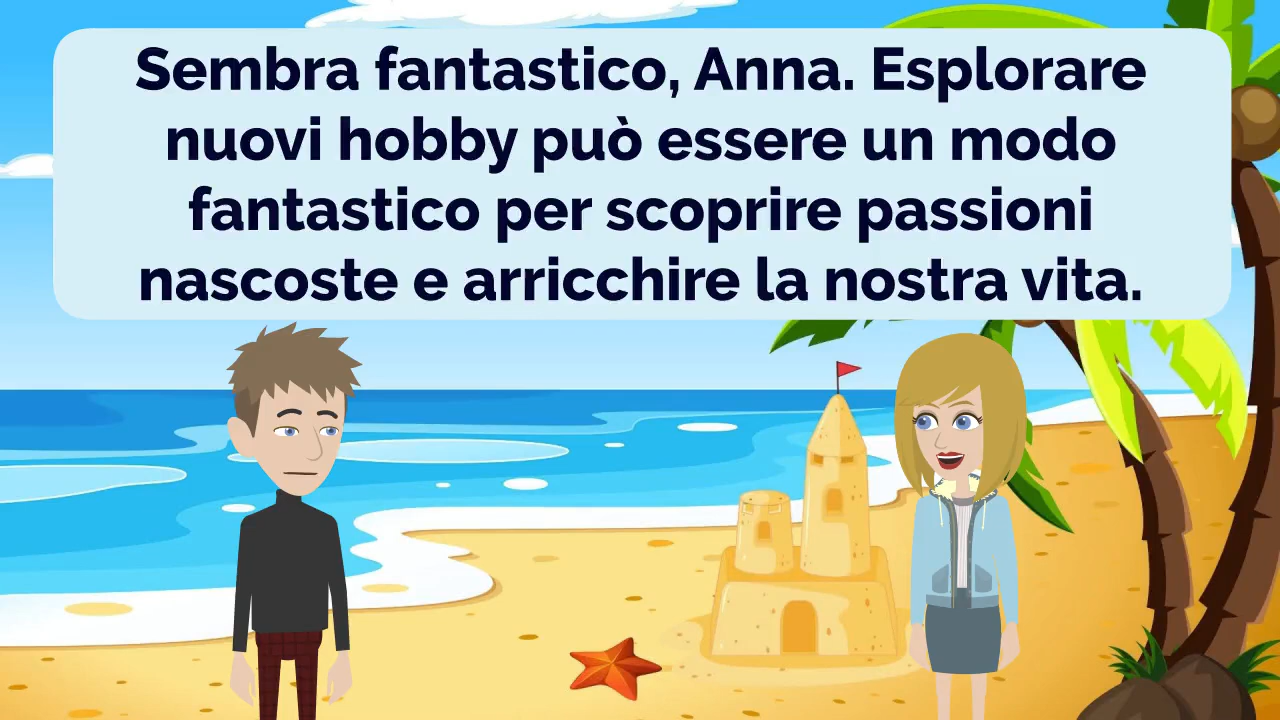 Sembra fantastico, Anna. Esplorare
nuovi hobby può essere un modo
fantastico per scoprire passioni
nascoste e arricchire la nostra vita.